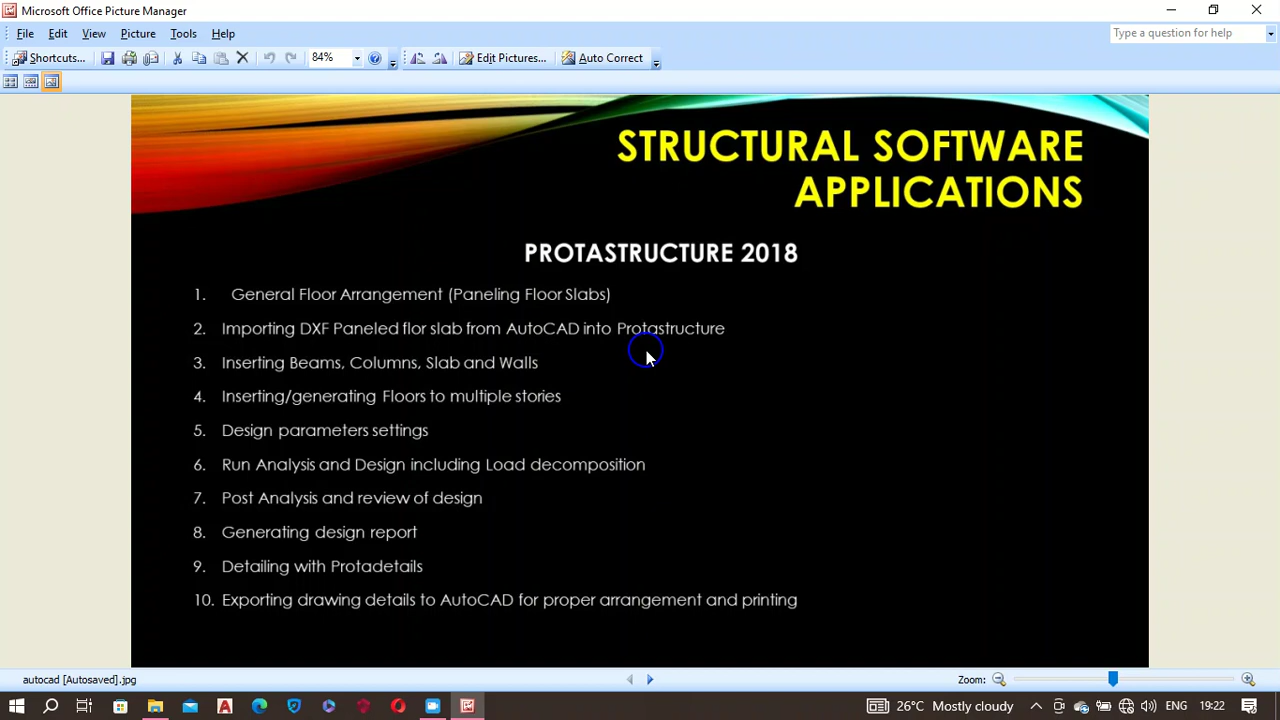 Microsoft Office Picture Manager
File Edit View Picture Tools Help
Type a question for help
Shortcuts... 84% Edit Pictures... Auto Correct
STRUCTURAL SOFTWARE
APPLICATIONS
PROTASTRUCTURE 2018
1. General Floor Arrangement (Paneling Floor Slabs)
2. Importing DXF Paneled flor slab from AutoCAD into Protastructure
3. Inserting Beams, Columns, Slab and Walls
4. Inserting/generating Floors to multiple stories
5. Design parameters settings
6. Run Analysis and Design including Load decomposition
7. Post Analysis and review of design
8. Generating design report
9. Detailing with Protadetails
10. Exporting drawing details to AutoCAD for proper arrangement and printing
autocad [Autosaved].jpg
Zoom:
26°C Mostly cloudy
ENG
19:22